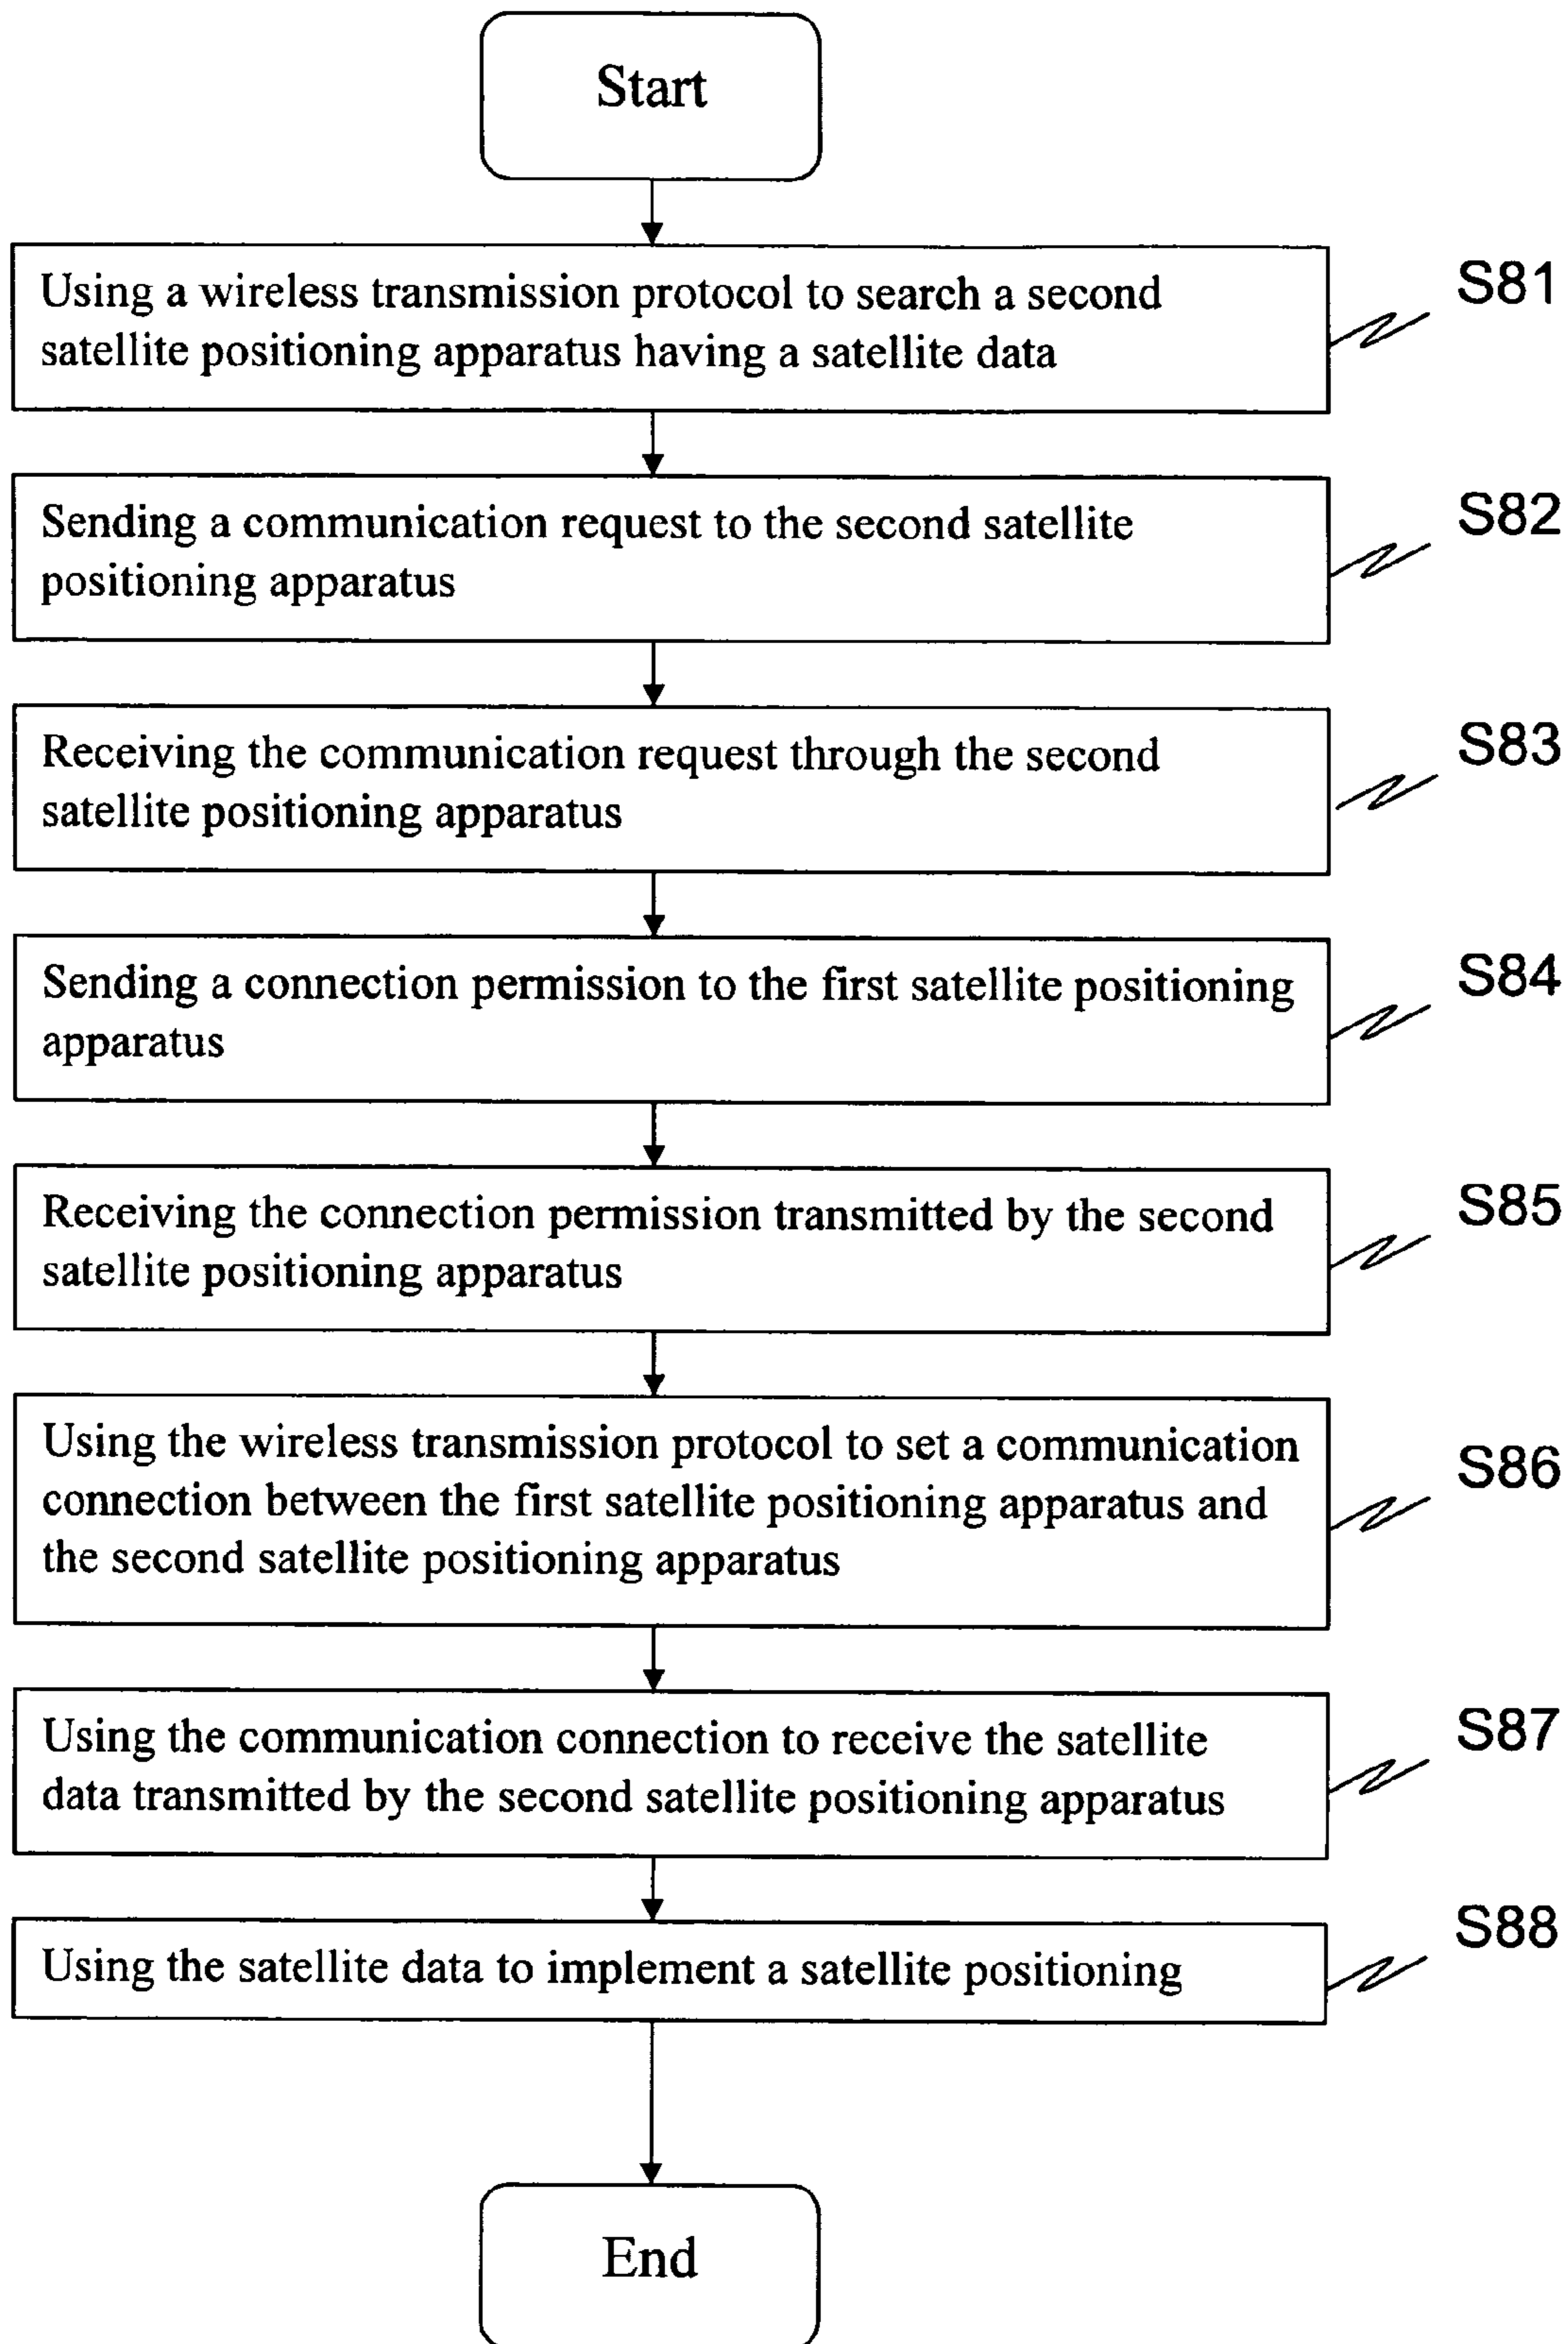 Start
Using a wireless transmission protocol to search a second
satellite positioning apparatus having a satellite data
S81
Sending a communication request to the second satellite
positioning apparatus
S82
Receiving the communication request through the second
satellite positioning apparatus
S83
Sending a connection permission to the first satellite positioning
apparatus
S84
Receiving the connection permission transmitted by the second
satellite positioning apparatus
S85
Using the wireless transmission protocol to set a communication
connection between the first satellite positioning apparatus and
the second satellite positioning apparatus
S86
Using the communication connection to receive the satellite
data transmitted by the second satellite positioning apparatus
S87
Using the satellite data to implement a satellite positioning
S88
End